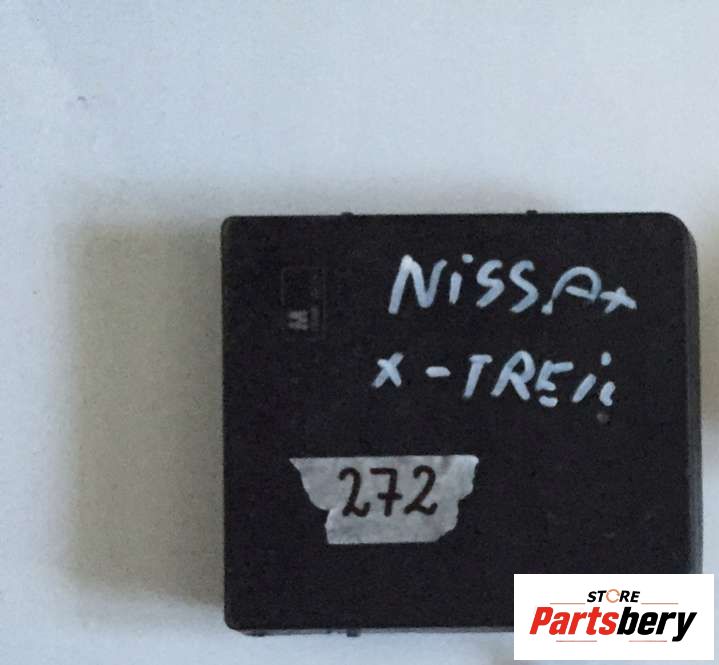 NiSSAn
x-TREiL
272
STORE
Partsbery